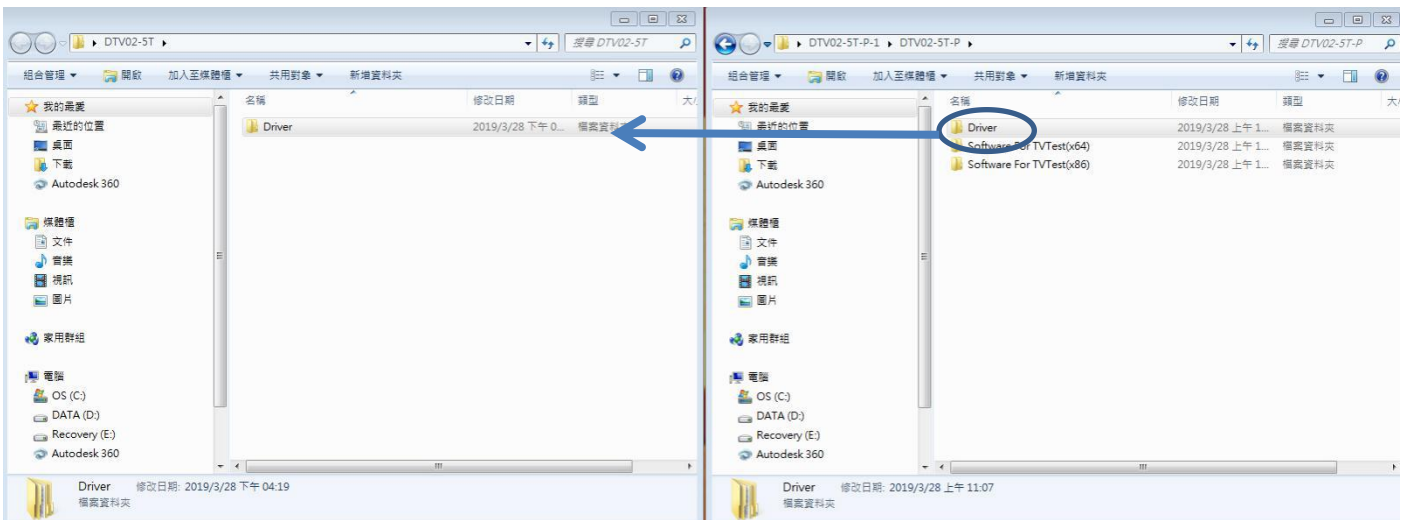 DTV02-5T
搜尋 DTV02-5T
組合管理 開啟 加入至媒體櫃 共用對象 新增資料夾
我的最愛
最近的位置
桌面
下載
Autodesk 360
媒體櫃
文件
音樂
視訊
圖片
家用群組
電腦
OS (C:)
DATA (D:)
Recovery (E:)
Autodesk 360
名稱 修改日期 類型
Driver 2019/3/28 下午 0... 檔案資料夾
Driver 修改日期: 2019/3/28 下午 04:19
檔案資料夾
DTV02-5T-P-1 DTV02-5T-P
搜尋 DTV02-5T-P
組合管理 開啟 加入至媒體櫃 共用對象 新增資料夾
我的最愛
最近的位置
桌面
下載
Autodesk 360
媒體櫃
文件
音樂
視訊
圖片
家用群組
電腦
OS (C:)
DATA (D:)
Recovery (E:)
Autodesk 360
名稱 修改日期 類型
Driver 2019/3/28 上午 1... 檔案資料夾
Software For TVTest(x64) 2019/3/28 上午 1... 檔案資料夾
Software For TVTest(x86) 2019/3/28 上午 1... 檔案資料夾
Driver 修改日期: 2019/3/28 上午 11:07
檔案資料夾